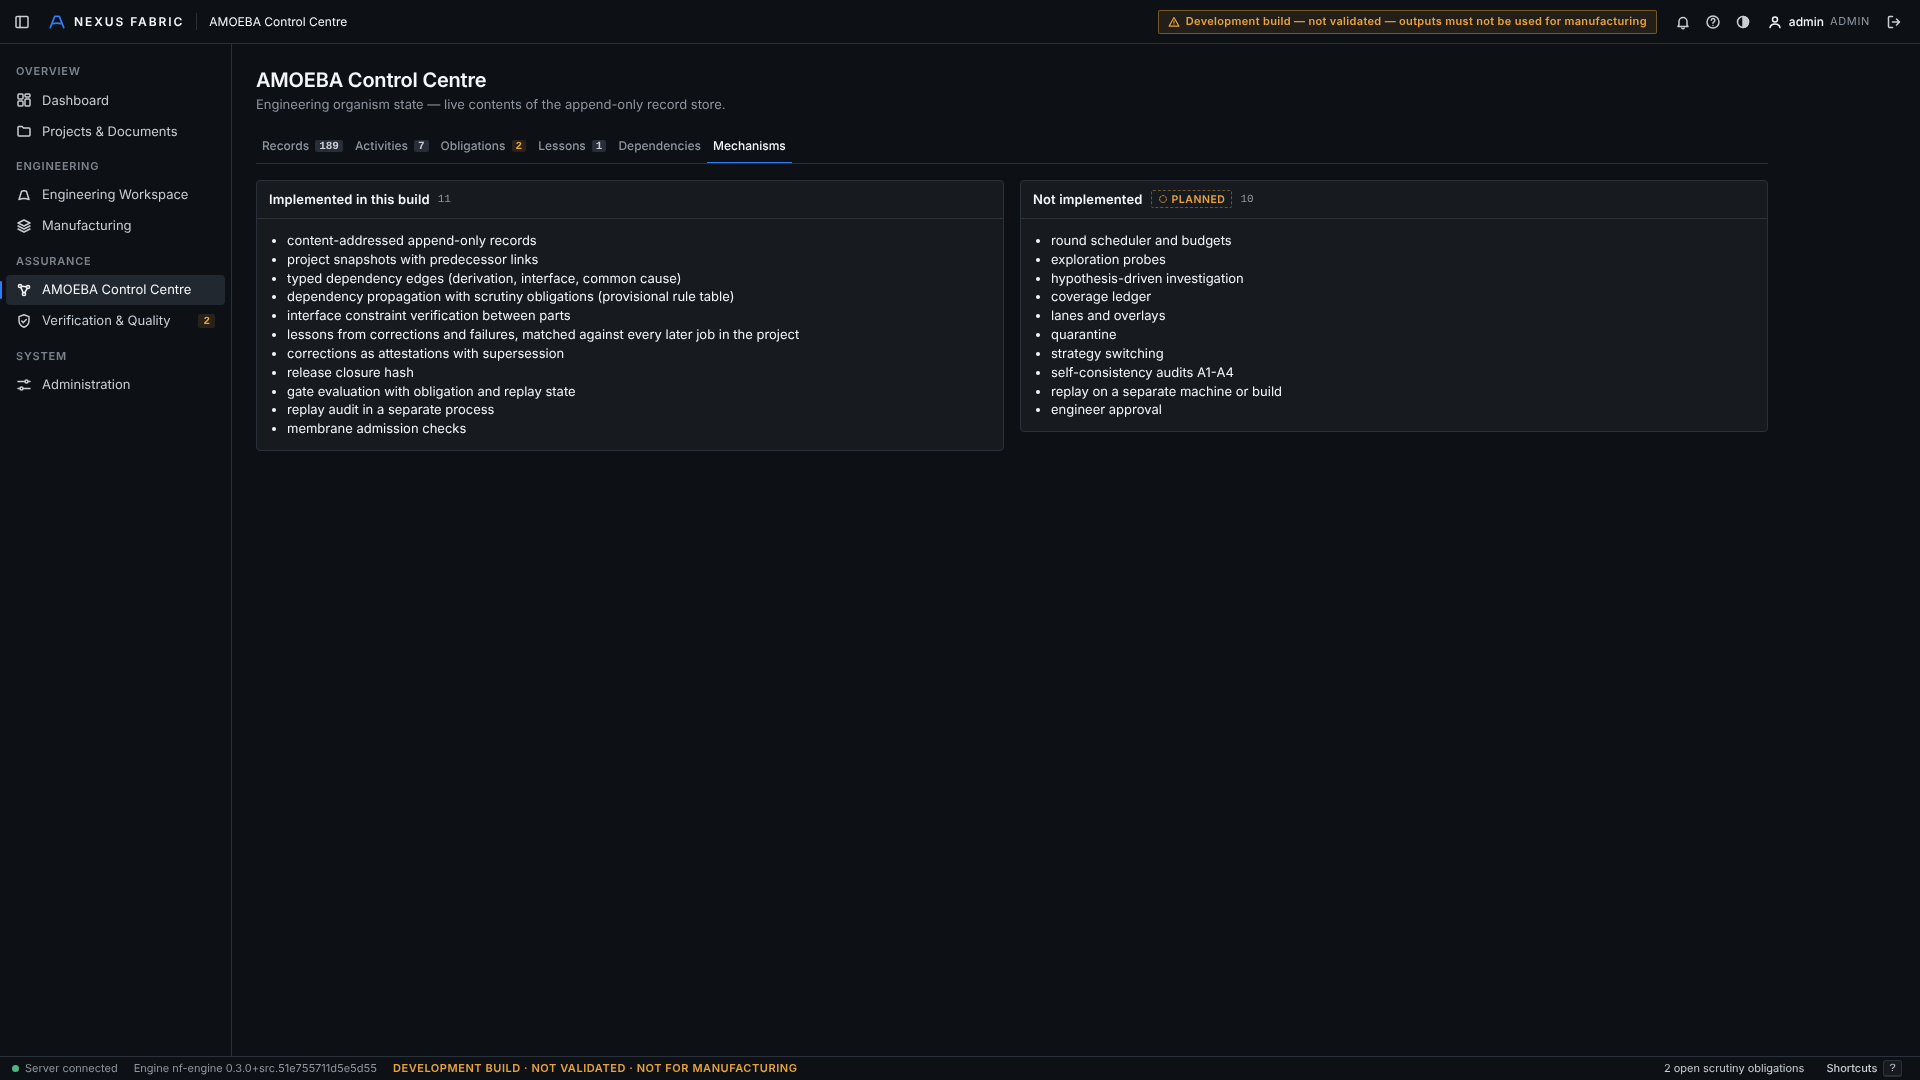 NEXUS FABRIC
AMOEBA Control Centre
Development build — not validated — outputs must not be used for manufacturing
admin ADMIN
OVERVIEW
Dashboard
Projects & Documents
ENGINEERING
Engineering Workspace
Manufacturing
ASSURANCE
AMOEBA Control Centre
Verification & Quality 2
SYSTEM
Administration
AMOEBA Control Centre
Engineering organism state — live contents of the append-only record store.
Records 189 Activities 7 Obligations 2 Lessons 1 Dependencies Mechanisms
Implemented in this build 11
• content-addressed append-only records
• project snapshots with predecessor links
• typed dependency edges (derivation, interface, common cause)
• dependency propagation with scrutiny obligations (provisional rule table)
• interface constraint verification between parts
• lessons from corrections and failures, matched against every later job in the project
• corrections as attestations with supersession
• release closure hash
• gate evaluation with obligation and replay state
• replay audit in a separate process
• membrane admission checks
Not implemented PLANNED 10
• round scheduler and budgets
• exploration probes
• hypothesis-driven investigation
• coverage ledger
• lanes and overlays
• quarantine
• strategy switching
• self-consistency audits A1-A4
• replay on a separate machine or build
• engineer approval
Server connected Engine nf-engine 0.3.0+src.51e755711d5e5d55 DEVELOPMENT BUILD · NOT VALIDATED · NOT FOR MANUFACTURING
2 open scrutiny obligations Shortcuts ?